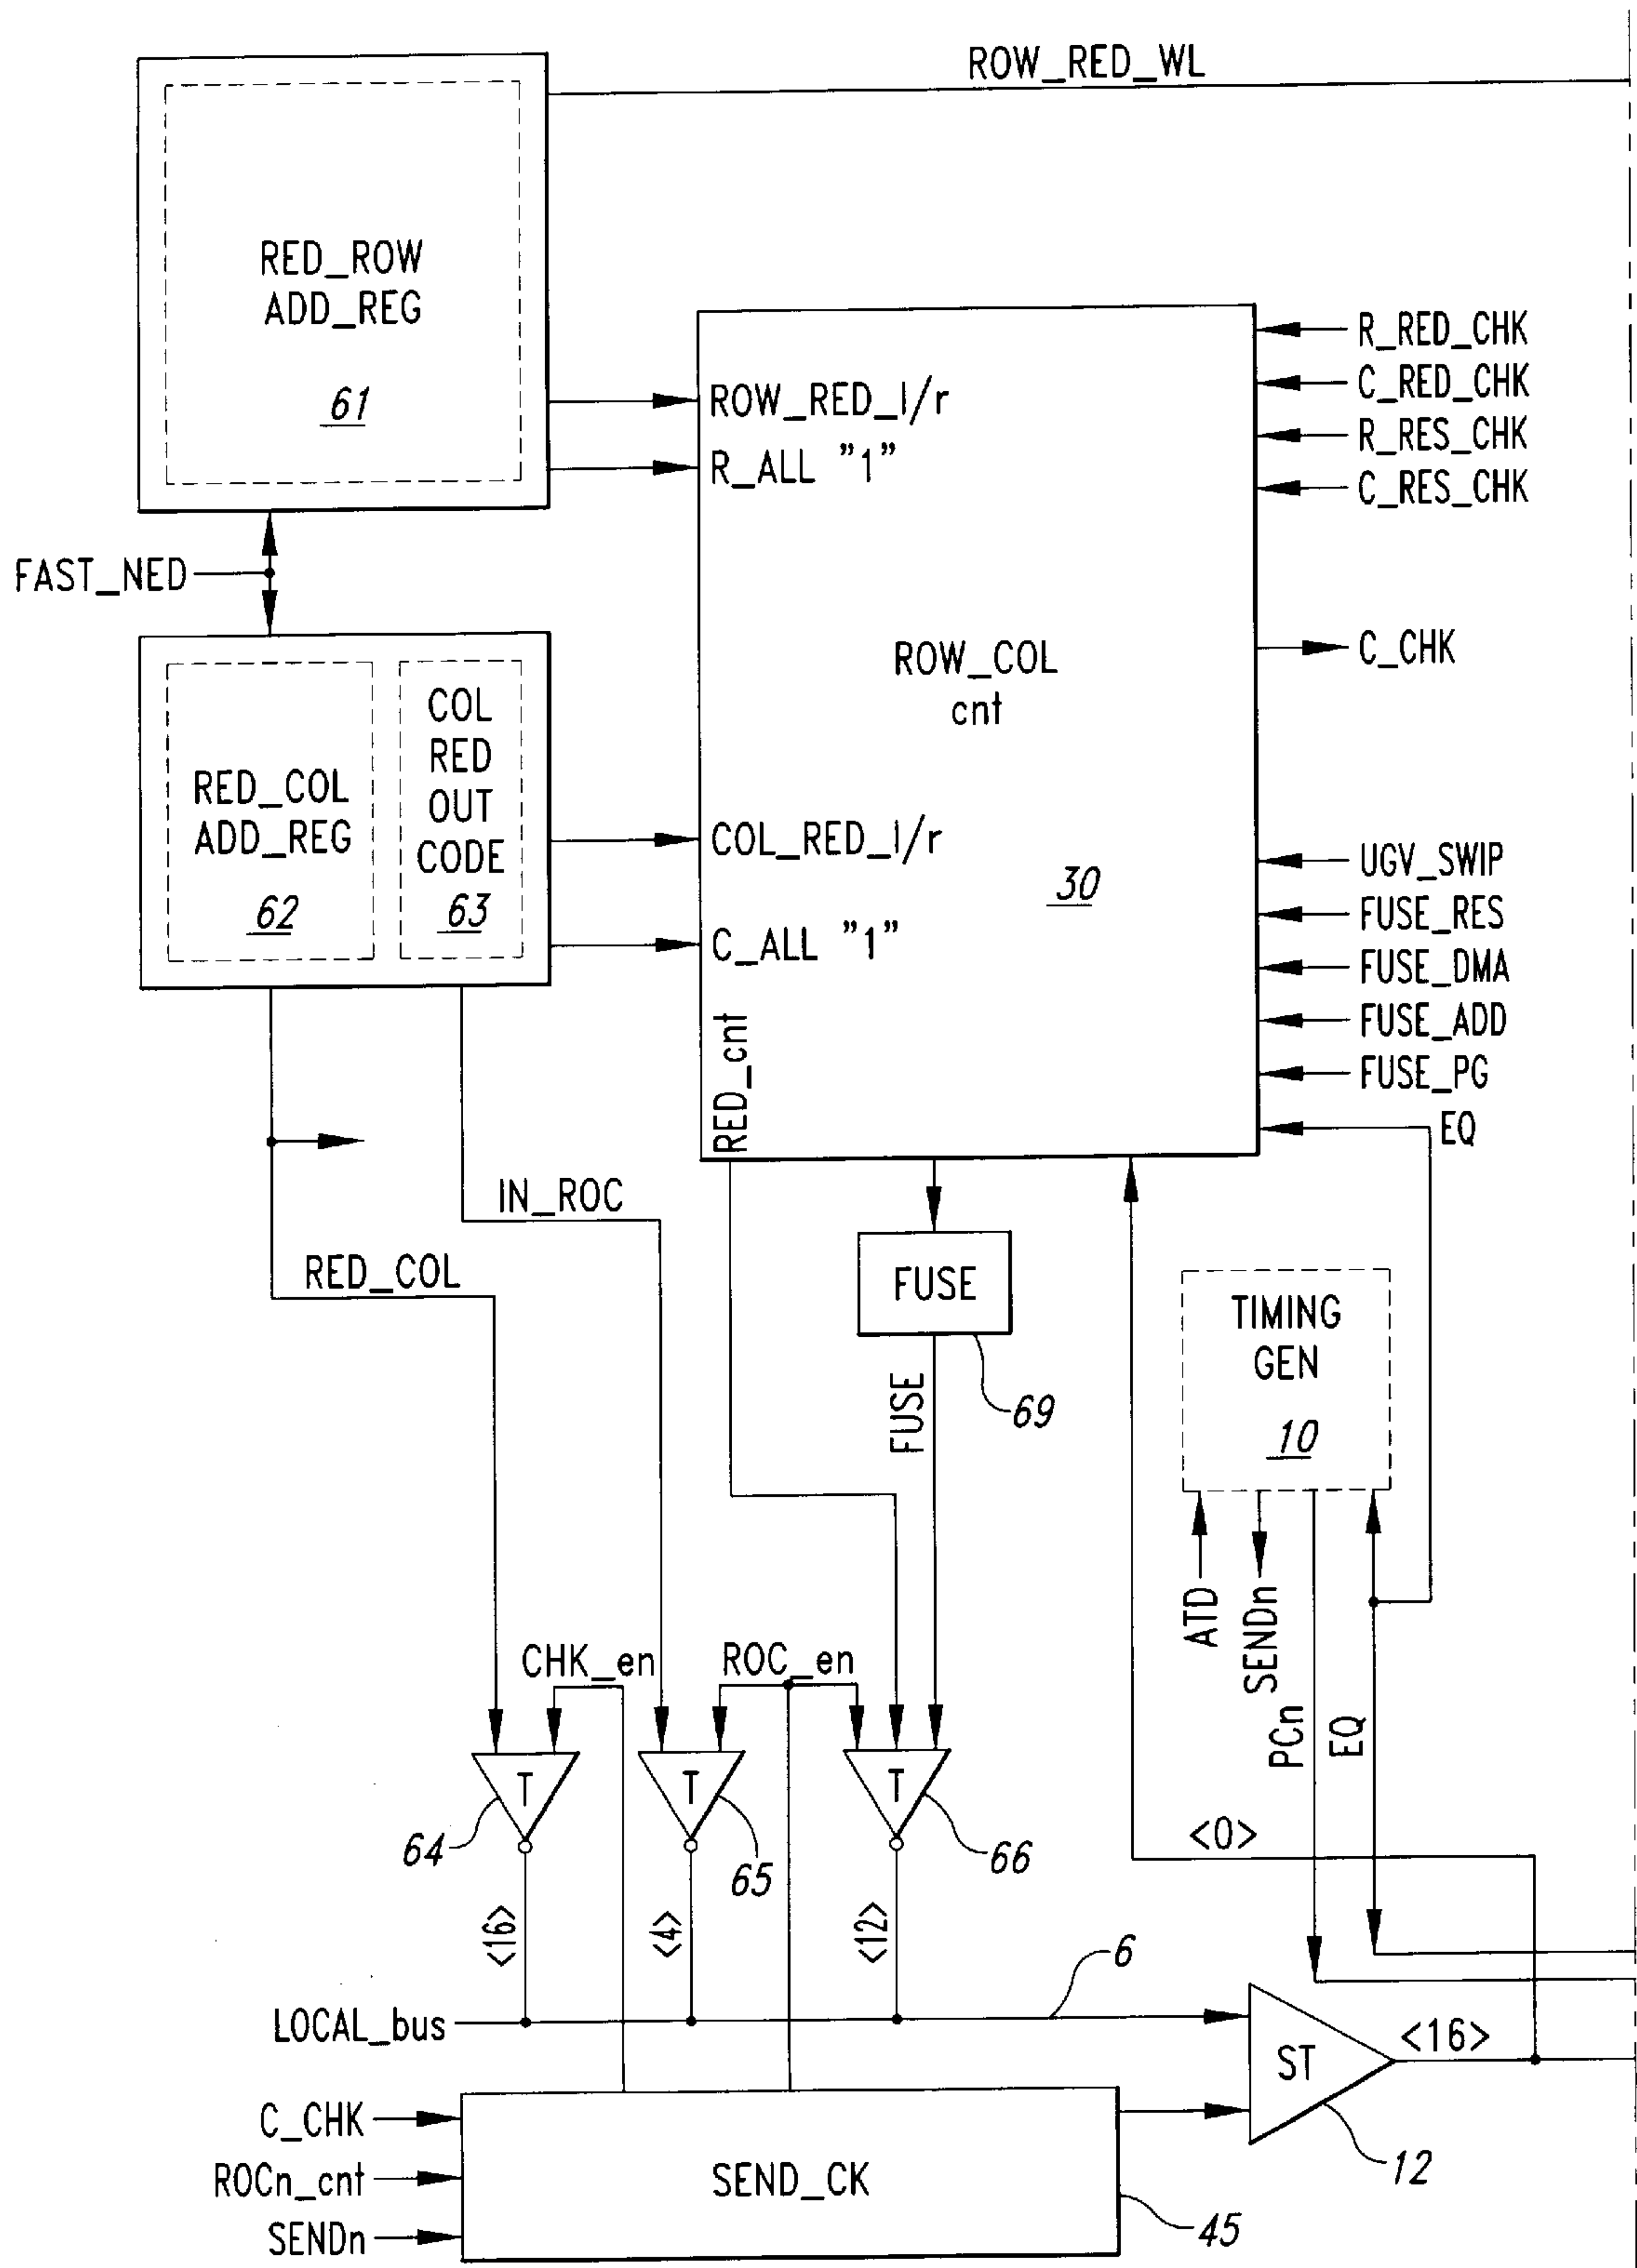 ROW_RED_WL
RED_ROW
ADD_REG
61
ROW_RED_l/r
R_ALL "1"
R_RED_CHK
C_RED_CHK
R_RES_CHK
C_RES_CHK
FAST_NED
RED_COL
ADD_REG
62
COL
RED
OUT
CODE
63
ROW_COL
cnt
30
C_CHK
COL_RED_l/r
C_ALL "1"
RED_cnt
UGV_SWIP
FUSE_RES
FUSE_DMA
FUSE_ADD
FUSE_PG
EQ
IN_ROC
RED_COL
FUSE
69
FUSE
TIMING
GEN
10
ATD
SENDn
PCn
EQ
CHK_en
ROC_en
T
64
T
65
T
66
<0>
<16>
<4>
<12>
6
LOCAL_bus
ST
<16>
12
C_CHK
ROCn_cnt
SENDn
SEND_CK
45